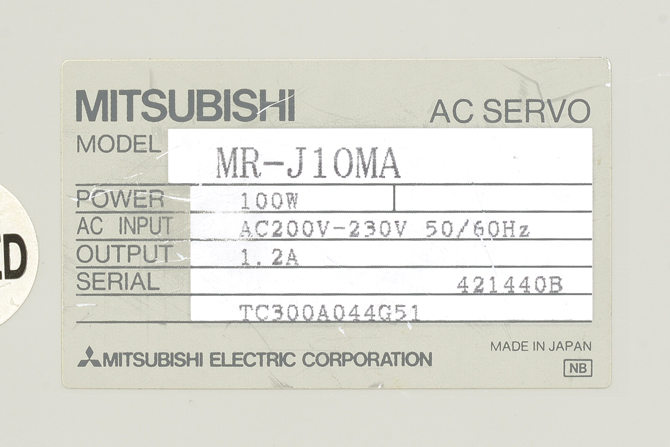 MITSUBISHI AC SERVO
MODEL MR-J10MA
POWER 100W
AC INPUT AC200V-230V 50/60Hz
OUTPUT 1.2A
SERIAL 421440B
TC300A044G51
MITSUBISHI ELECTRIC CORPORATION
MADE IN JAPAN
NB